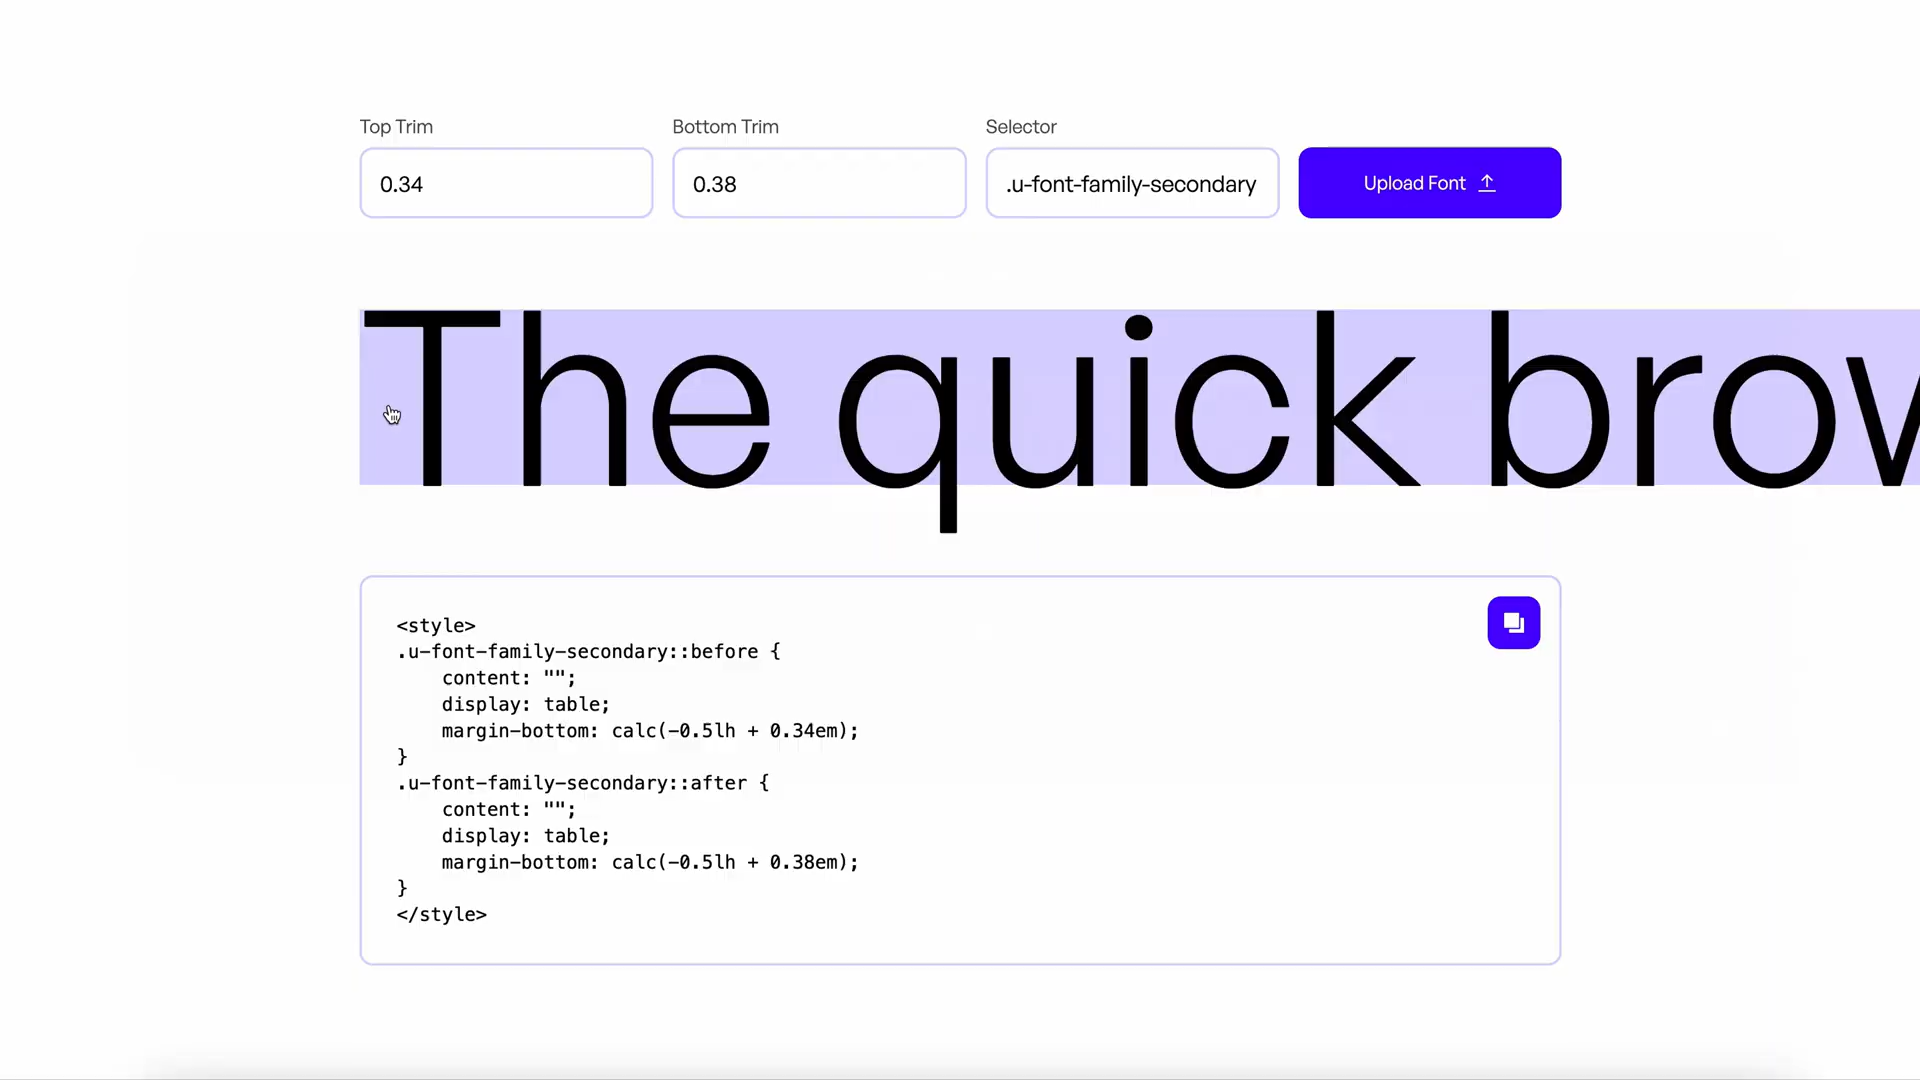 Top Trim
Bottom Trim
Selector
0.34
0.38
.u-font-family-secondary
Upload Font
The quick brow
<style>
.u-font-family-secondary::before {
    content: "";
    display: table;
    margin-bottom: calc(-0.5lh + 0.34em);
}
.u-font-family-secondary::after {
    content: "";
    display: table;
    margin-bottom: calc(-0.5lh + 0.38em);
}
</style>